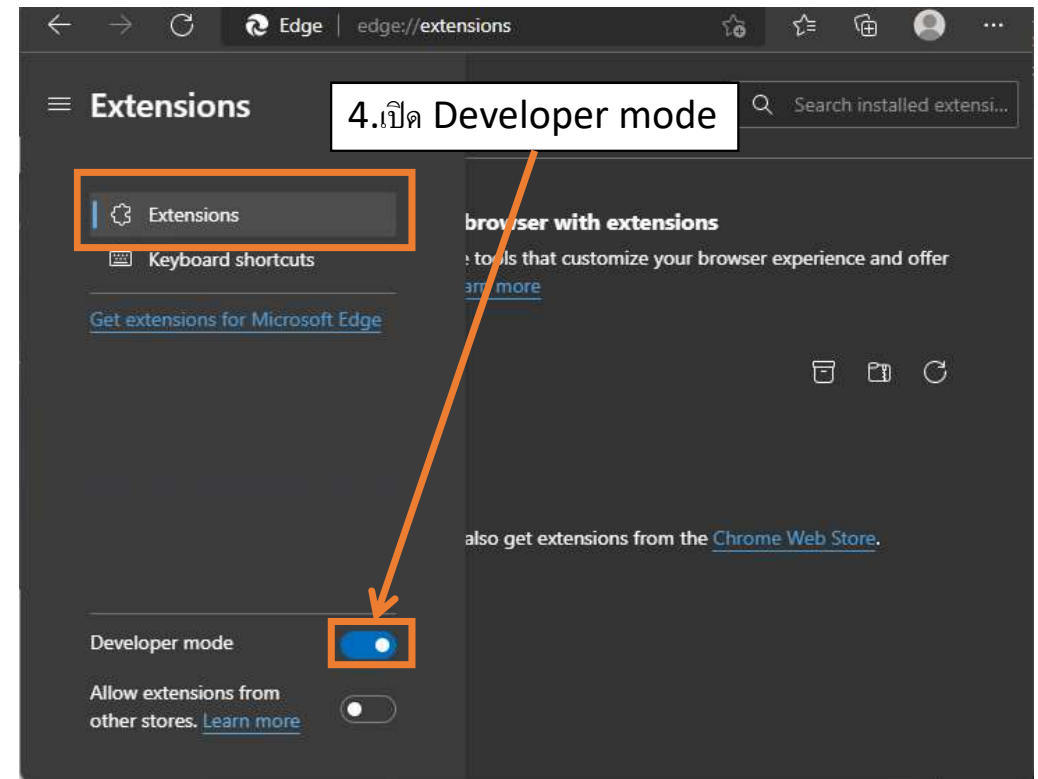 Edge | edge://extensions
Extensions
4.เปิด Developer mode
Search installed extensi...
Extensions
Keyboard shortcuts
Get extensions for Microsoft Edge
browser with extensions
tools that customize your browser experience and offer
arn more
also get extensions from the Chrome Web Store.
Developer mode
Allow extensions from
other stores. Learn more